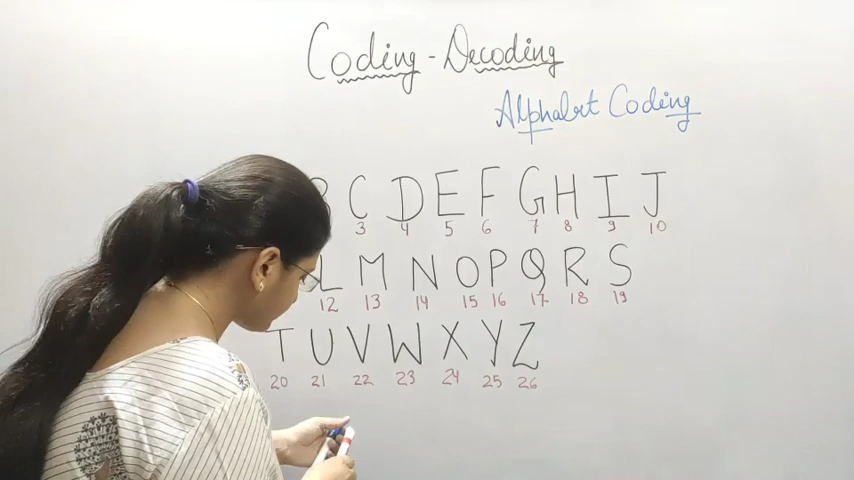 Coding - Decoding
Alphabet Coding
C D E F G H I J
3 4 5 6 7 8 9 10
L M N O P Q R S
12 13 14 15 16 17 18 19
T U V W X Y Z
20 21 22 23 24 25 26